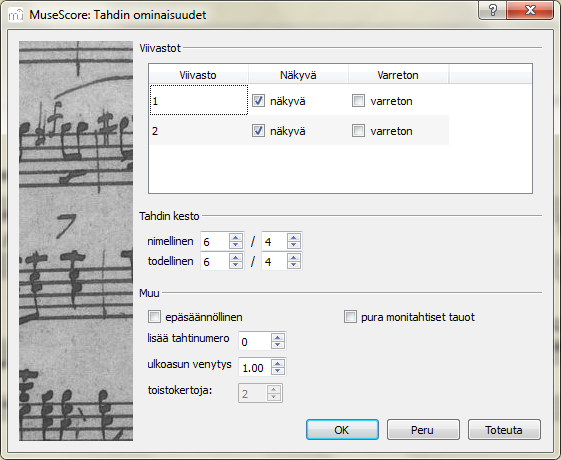 MuseScore: Tahdin ominaisuudet
Viivastot
Viivasto Näkyvä Varreton
1 näkyvä varreton
2 näkyvä varreton
Tahdin kesto
nimellinen 6 / 4
todellinen 6 / 4
Muu
epäsäännöllinen pura monitahtiset tauot
lisää tahtinumero 0
ulkoasun venytys 1.00
toistokertoja: 2
OK Peru Toteuta